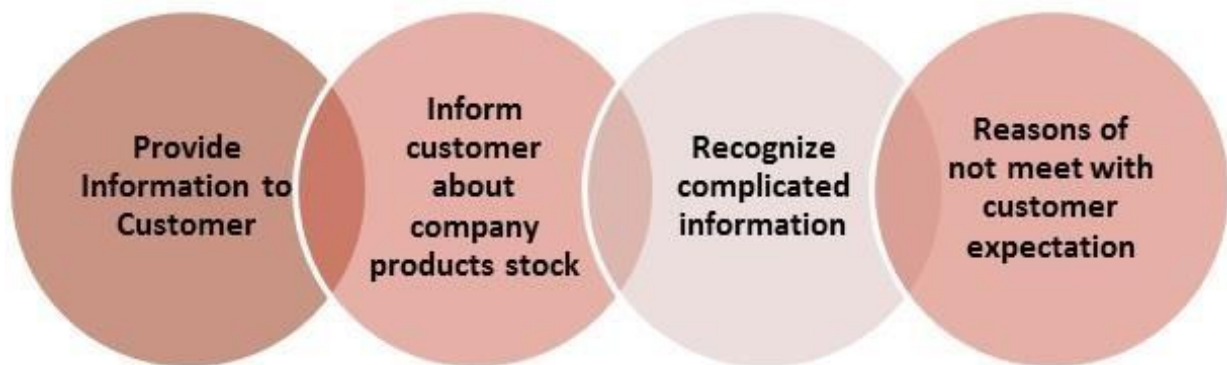 Provide
Information to
Customer
Inform
customer
about
company
products stock
Recognize
complicated
information
Reasons of
not meet with
customer
expectation